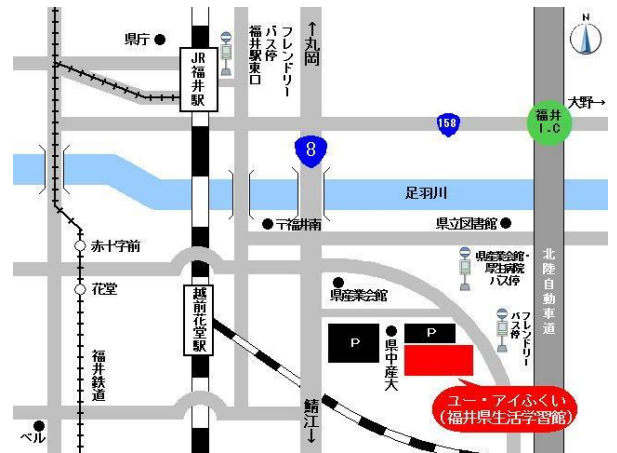 N
↑丸岡
県庁
JR福井駅
フレンドリー
バス停
福井駅東口
大野→
福井
I.C
158
8
足羽川
〒福井南
県立図書館
赤十字前
県産業会館・
厚生病院
バス停
北陸自動車道
花堂
越前花堂駅
県産業会館
フレンドリー
バス停
P
県中産大
P
福井鉄道
ユー・アイふくい
(福井県生活学習館)
鯖江→
ベル